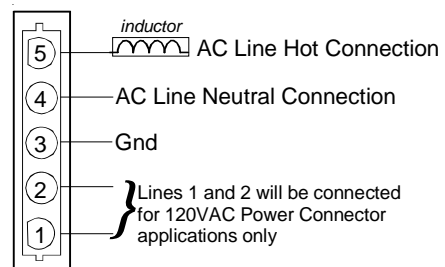 inductor
5 AC Line Hot Connection
4 AC Line Neutral Connection
3 Gnd
2
1
Lines 1 and 2 will be connected
for 120VAC Power Connector
applications only